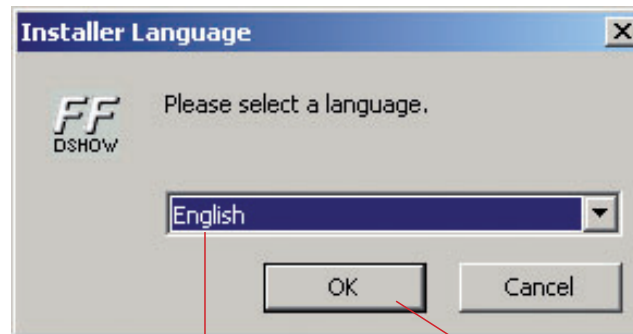 Installer Language
FF
DSHOW
Please select a language.
English
OK
Cancel